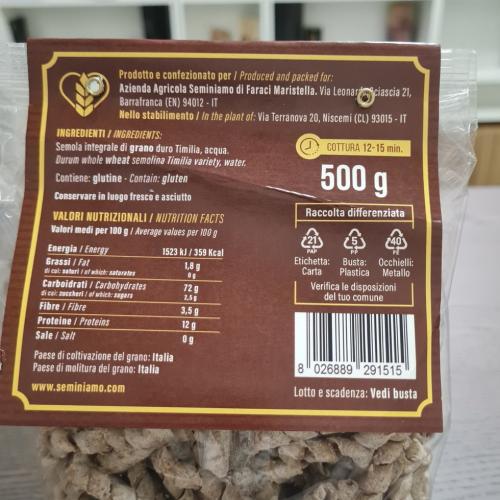 Prodotto e confezionato per / Produced and packed for:
Azienda Agricola Seminiamo di Faraci Maristella. Via Leonardo Sciascia 21,
Barrafranca (EN) 94012 - IT
Nello stabilimento / In the plant of: Via Terranova 20, Niscemi (CL) 93015 - IT
INGREDIENTI / INGREDIENTS:
Semola integrale di grano duro Timilia, acqua.
Durum whole wheat semolina Timilia variety, water.
Contiene: glutine - Contain: gluten
Conservare in luogo fresco e asciutto
VALORI NUTRIZIONALI / NUTRITION FACTS
Valori medi per 100 g / Average values per 100 g
Energia / Energy 1523 kJ / 359 Kcal
Grassi / Fat 1,8 g
di cui: saturi / of which: saturates 0 g
Carboidrati / Carbohydrates 72 g
di cui: zuccheri / of which: sugars 2,5 g
Fibre / Fibre 3,5 g
Proteine / Proteins 12 g
Sale / Salt 0 g
Paese di coltivazione del grano: Italia
Paese di molitura del grano: Italia
www.seminiamo.com
COTTURA 12-15 min.
500 g
Raccolta differenziata
21 5 40
PAP PP FE
Etichetta: Busta: Occhielli:
Carta Plastica Metallo
Verifica le disposizioni
del tuo comune
8 026889 291515
Lotto e scadenza: Vedi busta